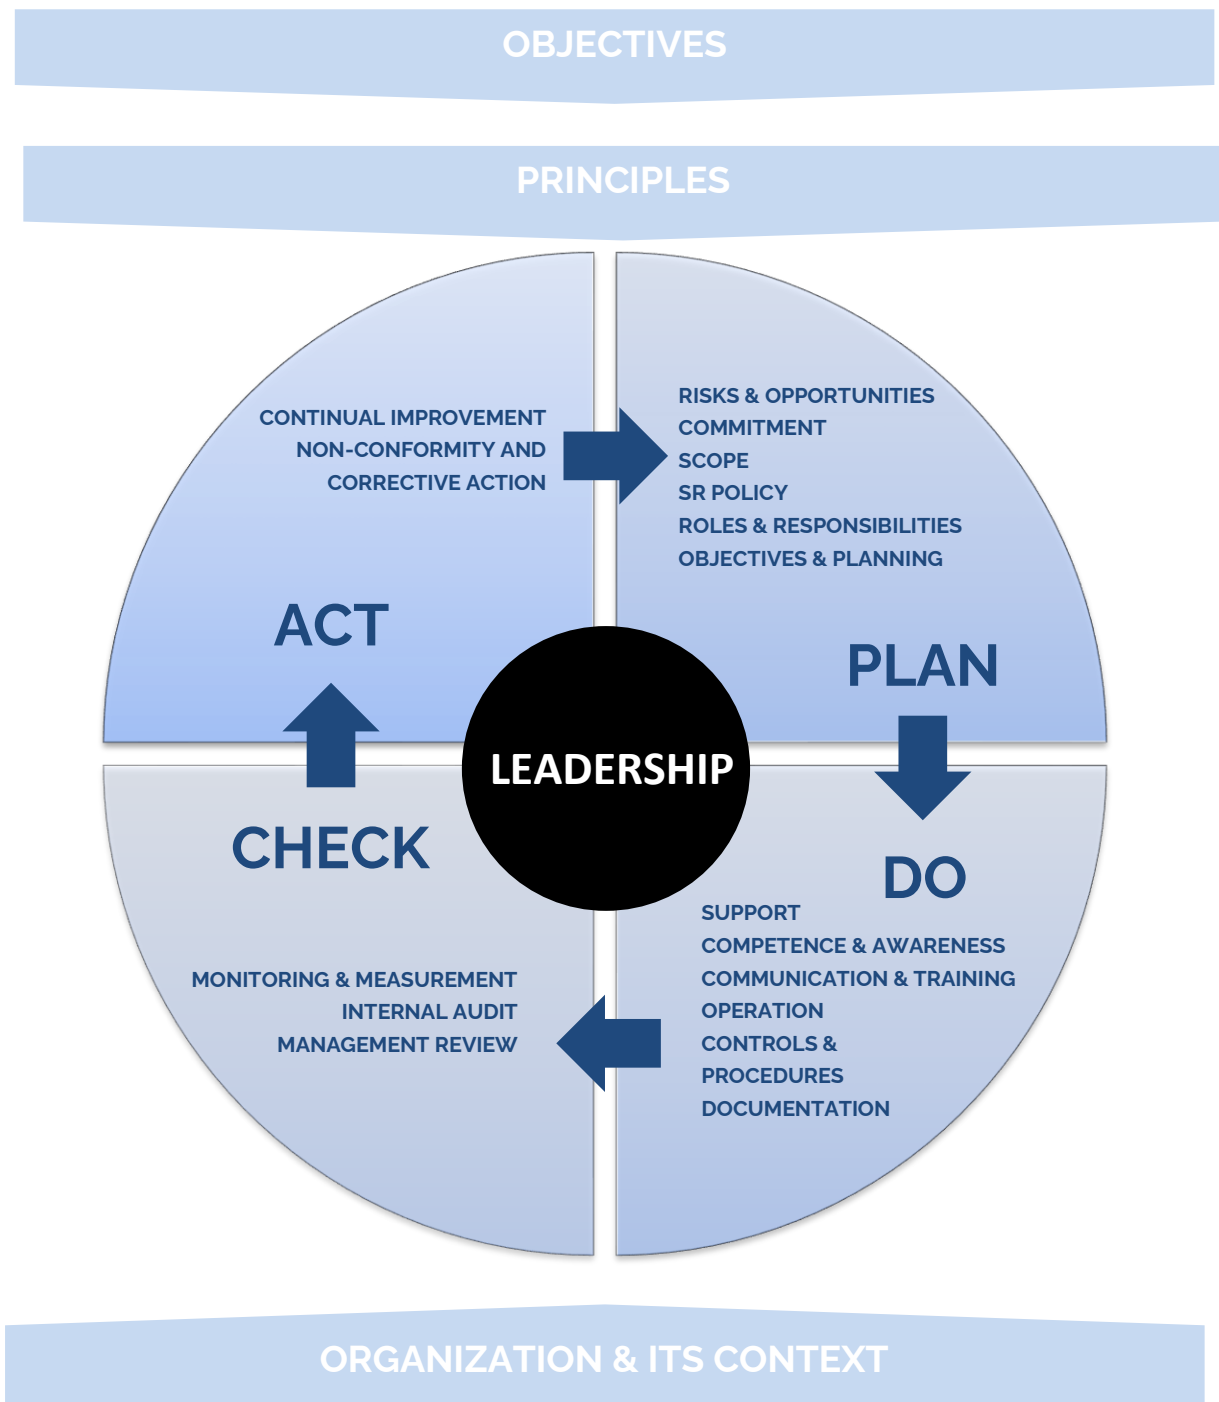 OBJECTIVES
PRINCIPLES
CONTINUAL IMPROVEMENT
NON-CONFORMITY AND
CORRECTIVE ACTION
ACT
RISKS & OPPORTUNITIES
COMMITMENT
SCOPE
SR POLICY
ROLES & RESPONSIBILITIES
OBJECTIVES & PLANNING
PLAN
LEADERSHIP
CHECK
MONITORING & MEASUREMENT
INTERNAL AUDIT
MANAGEMENT REVIEW
DO
SUPPORT
COMPETENCE & AWARENESS
COMMUNICATION & TRAINING
OPERATION
CONTROLS &
PROCEDURES
DOCUMENTATION
ORGANIZATION & ITS CONTEXT